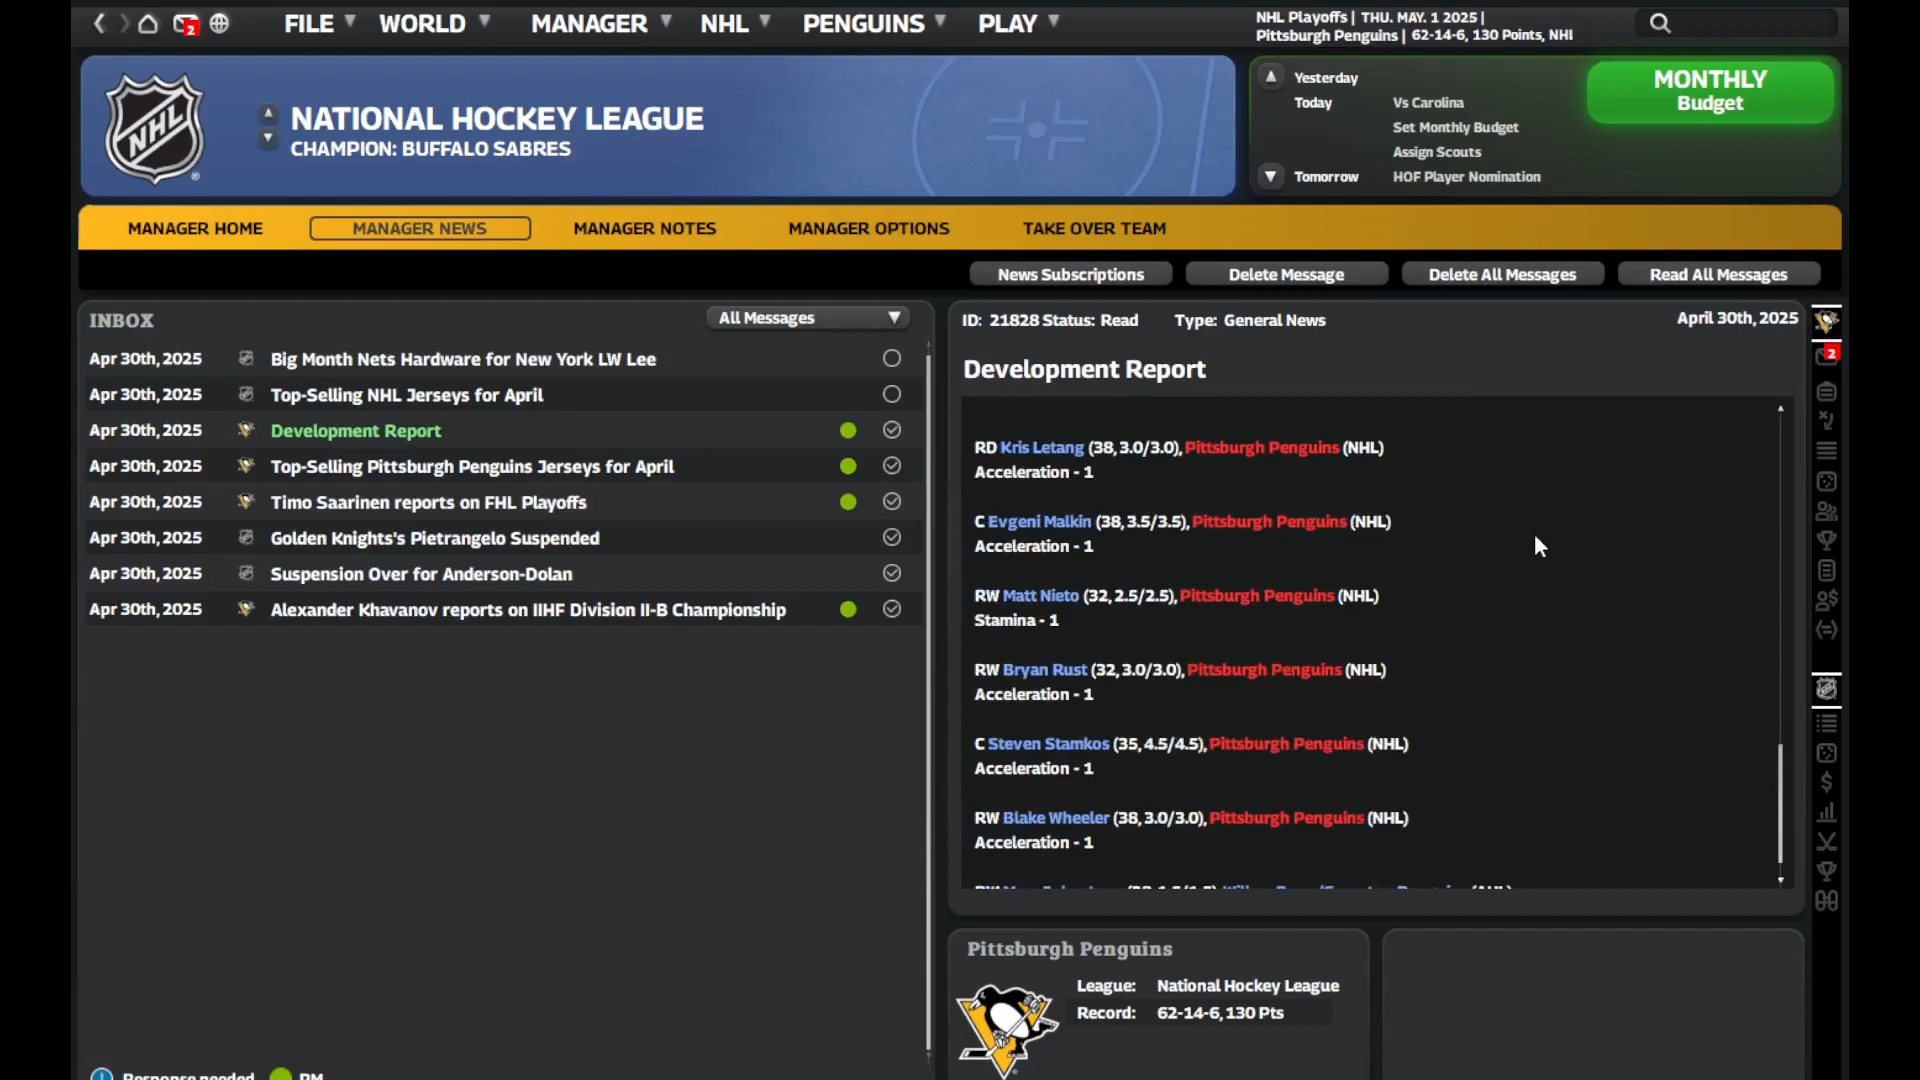 2
FILE WORLD MANAGER NHL PENGUINS PLAY
NHL Playoffs | THU. MAY. 1 2025 |
Pittsburgh Penguins | 62-14-6, 130 Points, NHI
NHL
NATIONAL HOCKEY LEAGUE
CHAMPION: BUFFALO SABRES
Yesterday
Today Vs Carolina
Set Monthly Budget
Assign Scouts
Tomorrow HOF Player Nomination
MONTHLY
Budget
MANAGER HOME MANAGER NEWS MANAGER NOTES MANAGER OPTIONS TAKE OVER TEAM
News Subscriptions Delete Message Delete All Messages Read All Messages
INBOX All Messages
Apr 30th, 2025 Big Month Nets Hardware for New York LW Lee
Apr 30th, 2025 Top-Selling NHL Jerseys for April
Apr 30th, 2025 Development Report
Apr 30th, 2025 Top-Selling Pittsburgh Penguins Jerseys for April
Apr 30th, 2025 Timo Saarinen reports on FHL Playoffs
Apr 30th, 2025 Golden Knights's Pietrangelo Suspended
Apr 30th, 2025 Suspension Over for Anderson-Dolan
Apr 30th, 2025 Alexander Khavanov reports on IIHF Division II-B Championship
Response needed PM
ID: 21828 Status: Read Type: General News April 30th, 2025
Development Report
RD Kris Letang (38, 3.0/3.0), Pittsburgh Penguins (NHL)
Acceleration - 1
C Evgeni Malkin (38, 3.5/3.5), Pittsburgh Penguins (NHL)
Acceleration - 1
RW Matt Nieto (32, 2.5/2.5), Pittsburgh Penguins (NHL)
Stamina - 1
RW Bryan Rust (32, 3.0/3.0), Pittsburgh Penguins (NHL)
Acceleration - 1
C Steven Stamkos (35, 4.5/4.5), Pittsburgh Penguins (NHL)
Acceleration - 1
RW Blake Wheeler (38, 3.0/3.0), Pittsburgh Penguins (NHL)
Acceleration - 1
Pittsburgh Penguins
League: National Hockey League
Record: 62-14-6, 130 Pts
2